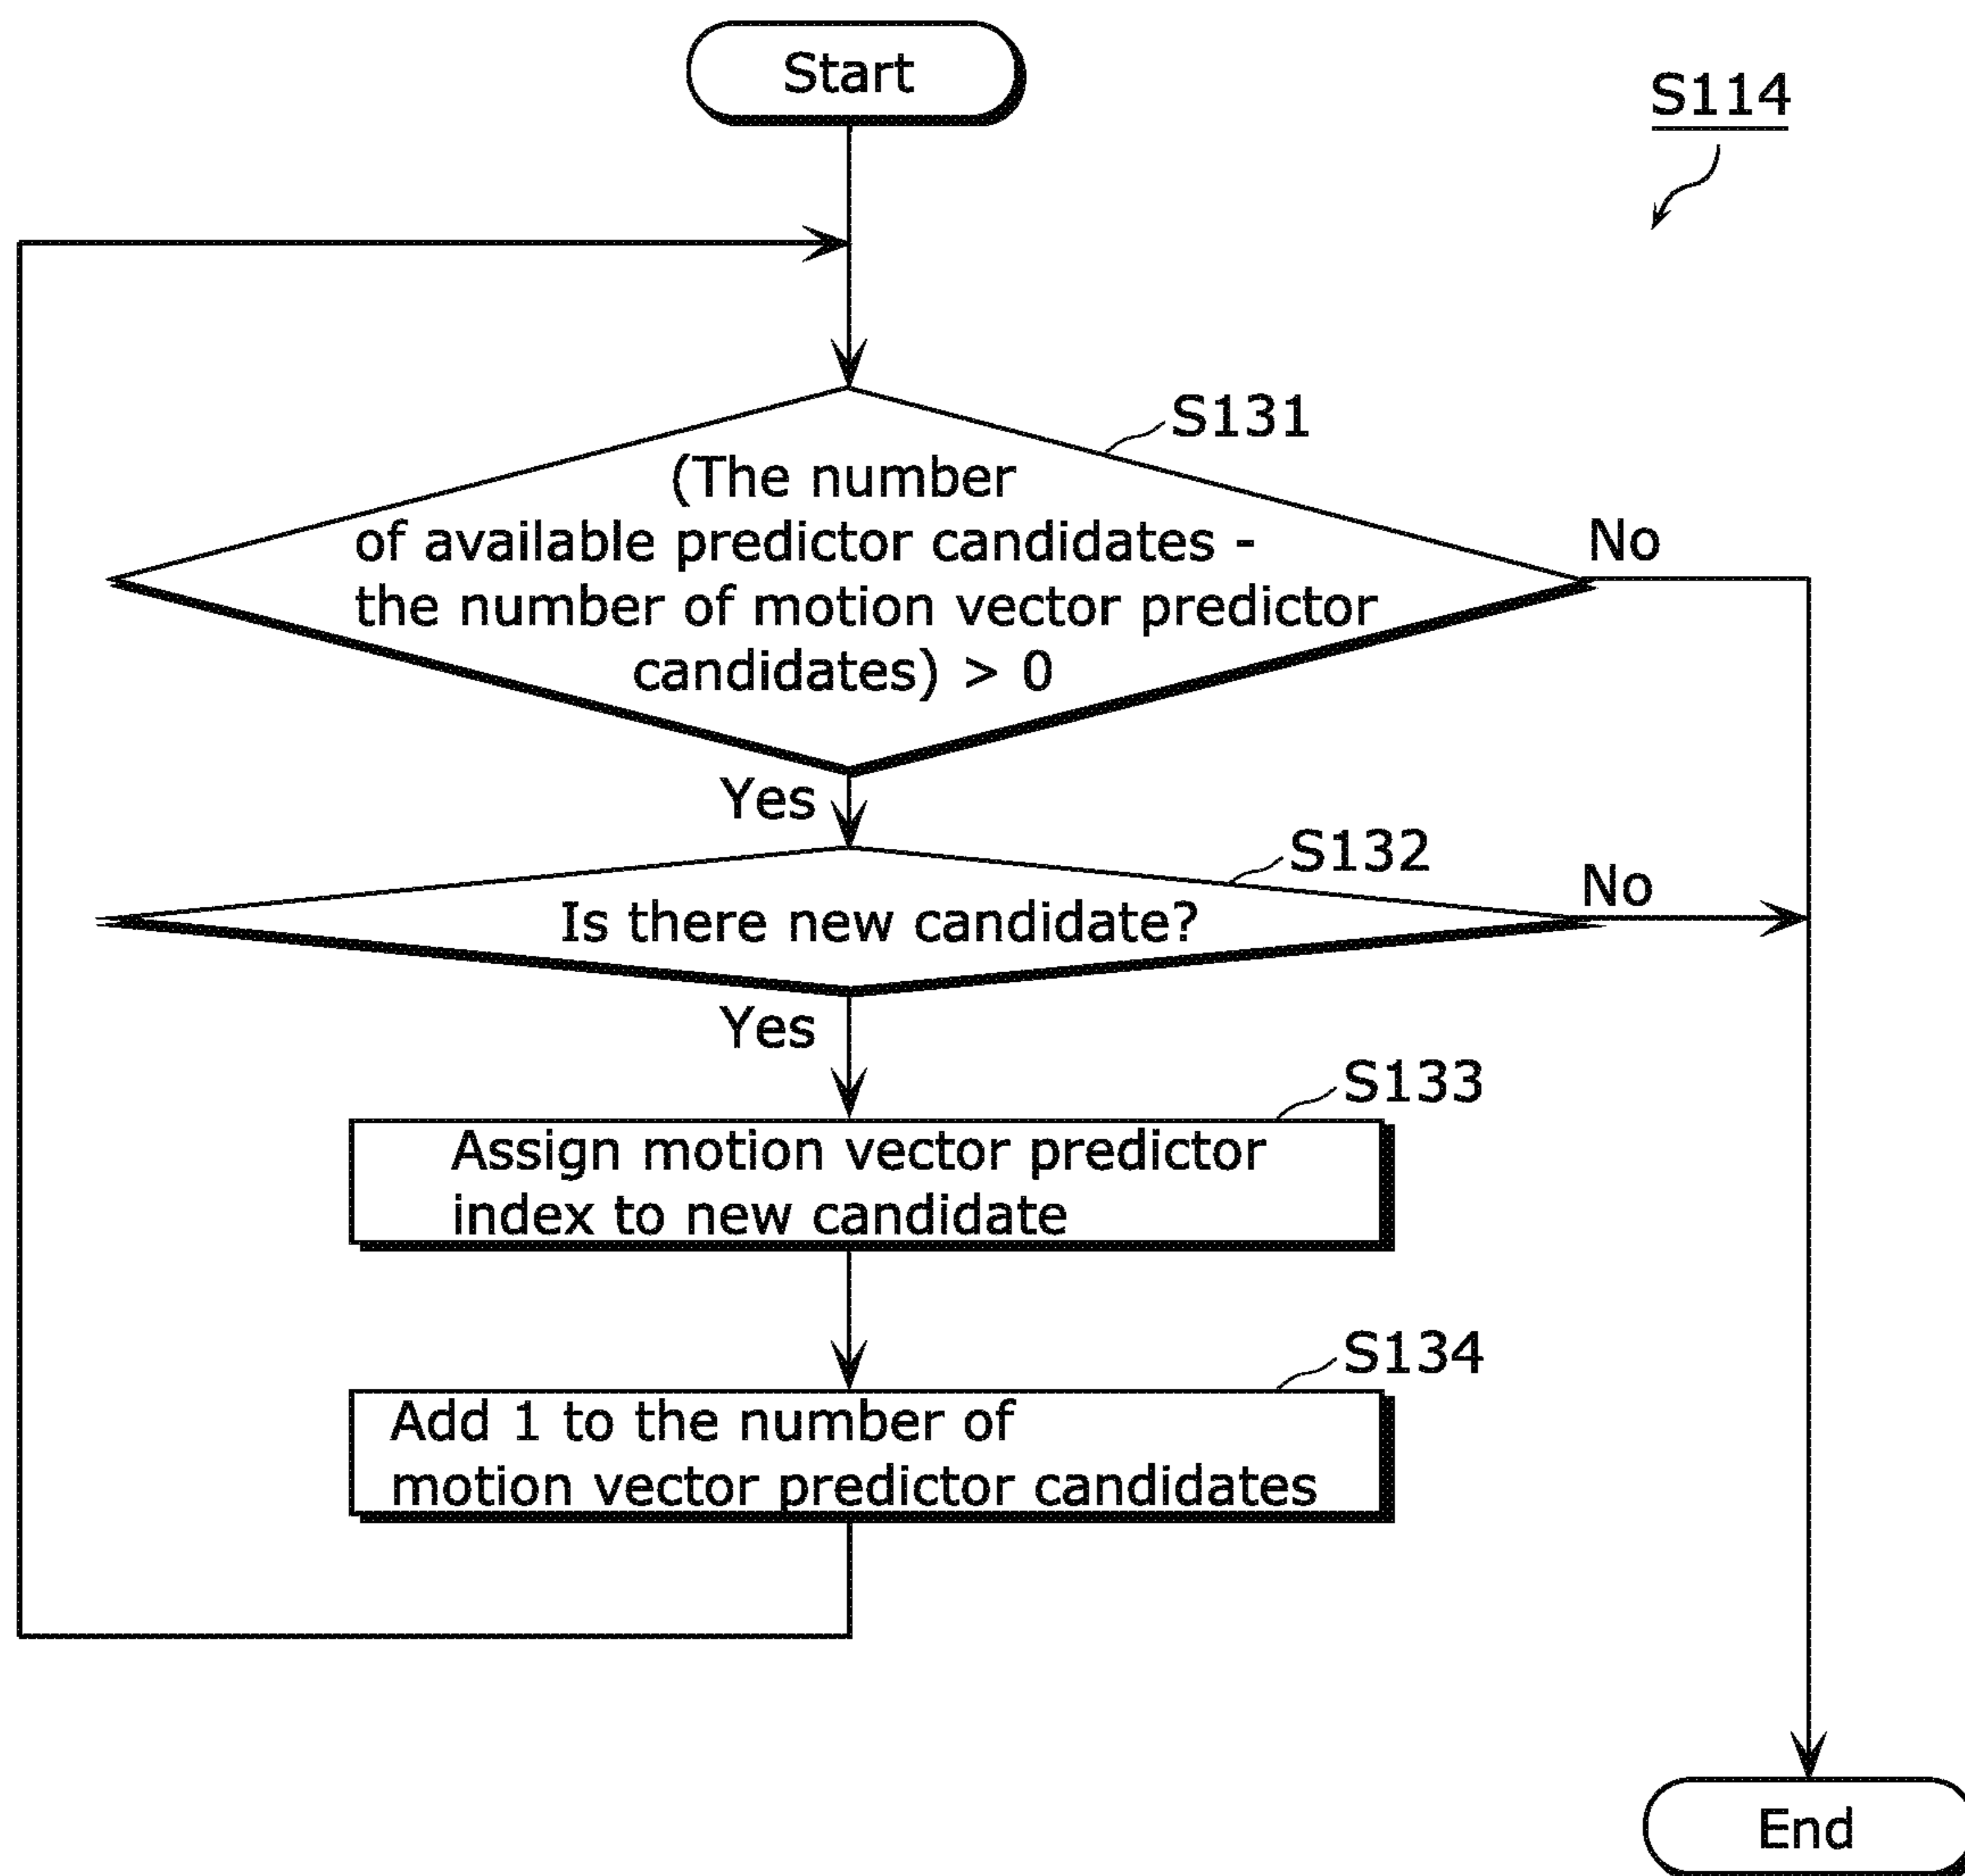 Start
S114
S131
(The number
of available predictor candidates -
the number of motion vector predictor
candidates) > 0
No
Yes
S132
Is there new candidate?
No
Yes
S133
Assign motion vector predictor
index to new candidate
S134
Add 1 to the number of
motion vector predictor candidates
End